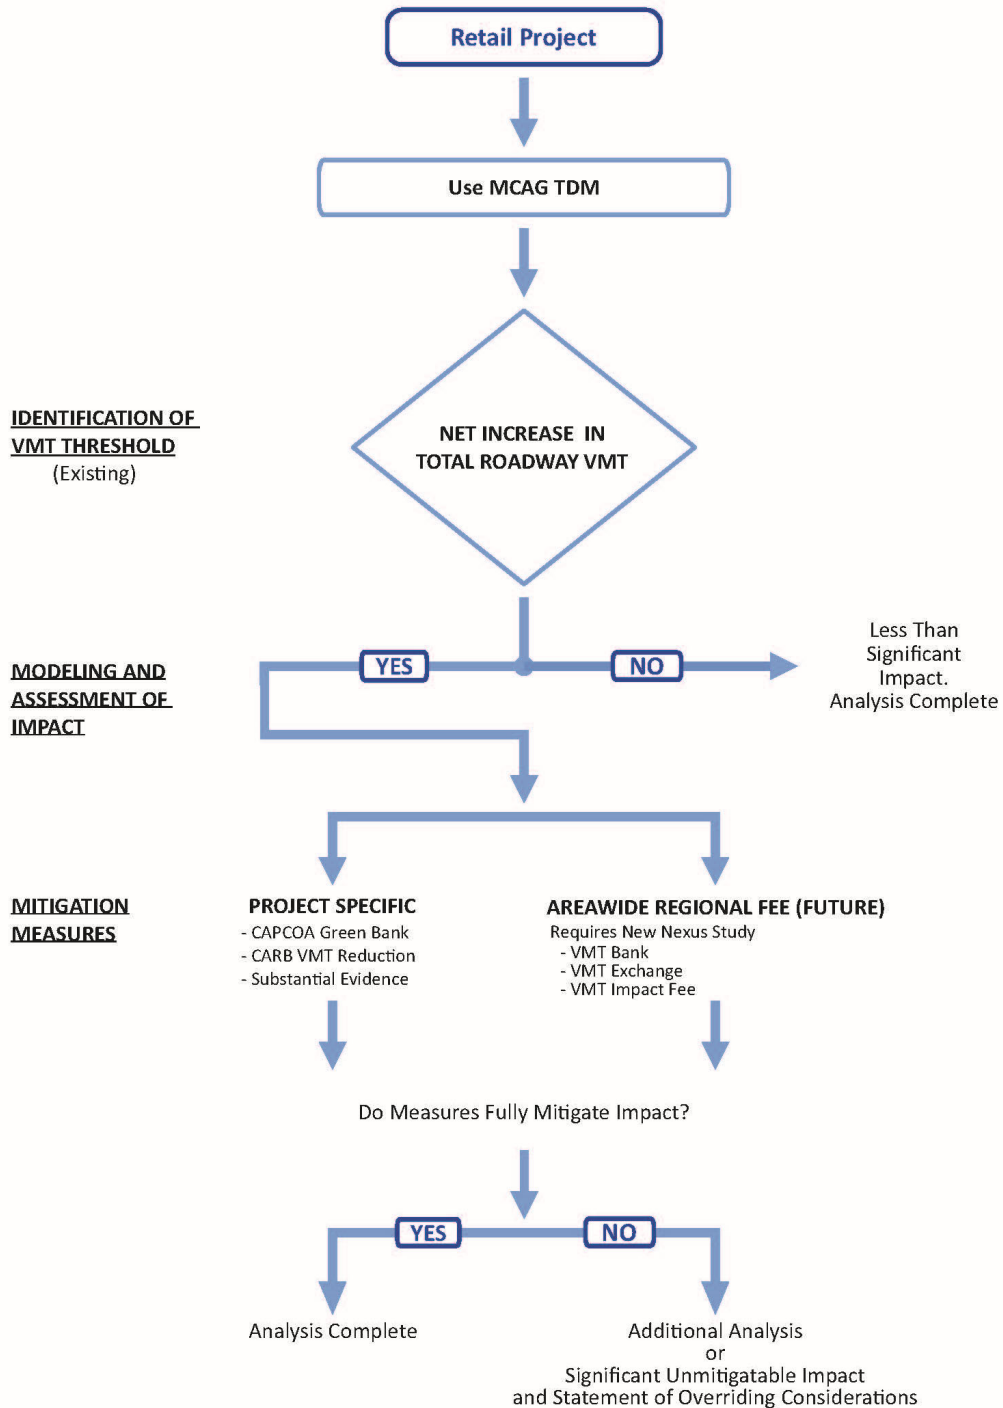 Retail Project
Use MCAG TDM
IDENTIFICATION OF
VMT THRESHOLD
(Existing)
NET INCREASE IN
TOTAL ROADWAY VMT
MODELING AND
ASSESSMENT OF
IMPACT
YES
NO
Less Than
Significant
Impact.
Analysis Complete
MITIGATION
MEASURES
PROJECT SPECIFIC
- CAPCOA Green Bank
- CARB VMT Reduction
- Substantial Evidence
AREAWIDE REGIONAL FEE (FUTURE)
Requires New Nexus Study
- VMT Bank
- VMT Exchange
- VMT Impact Fee
Do Measures Fully Mitigate Impact?
YES
NO
Analysis Complete
Additional Analysis
or
Significant Unmitigatable Impact
and Statement of Overriding Considerations